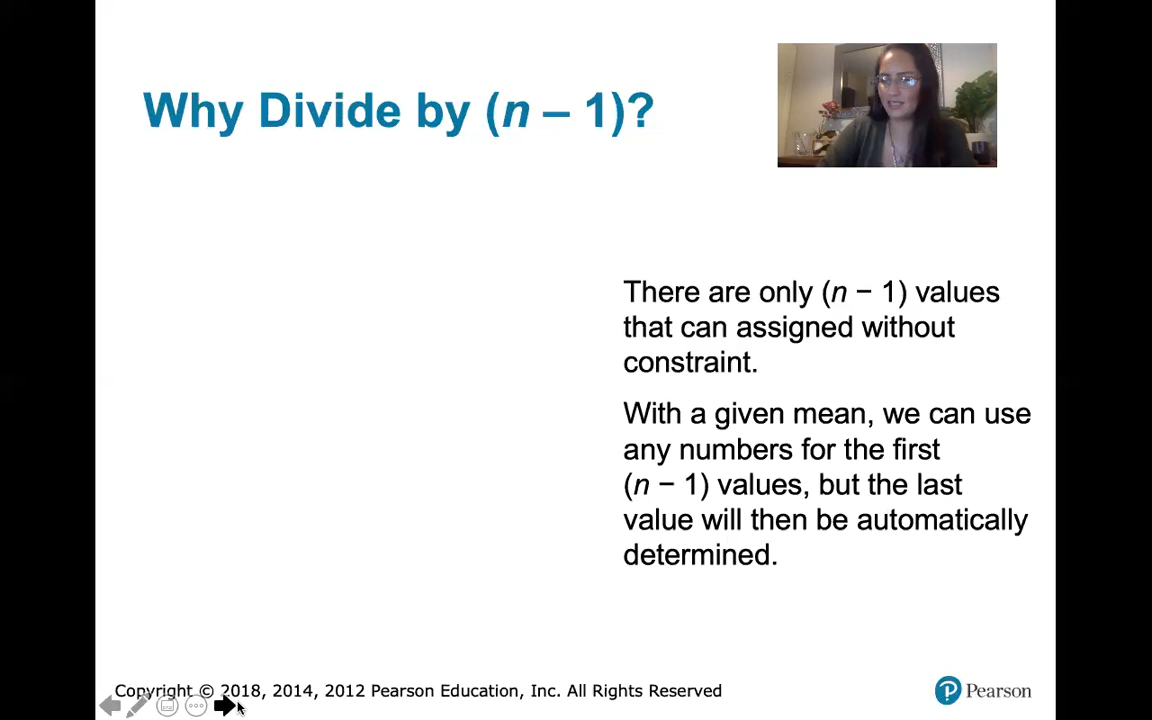 Why Divide by (n – 1)?
There are only (n − 1) values
that can assigned without
constraint.
With a given mean, we can use
any numbers for the first
(n − 1) values, but the last
value will then be automatically
determined.
Copyright © 2018, 2014, 2012 Pearson Education, Inc. All Rights Reserved
P Pearson